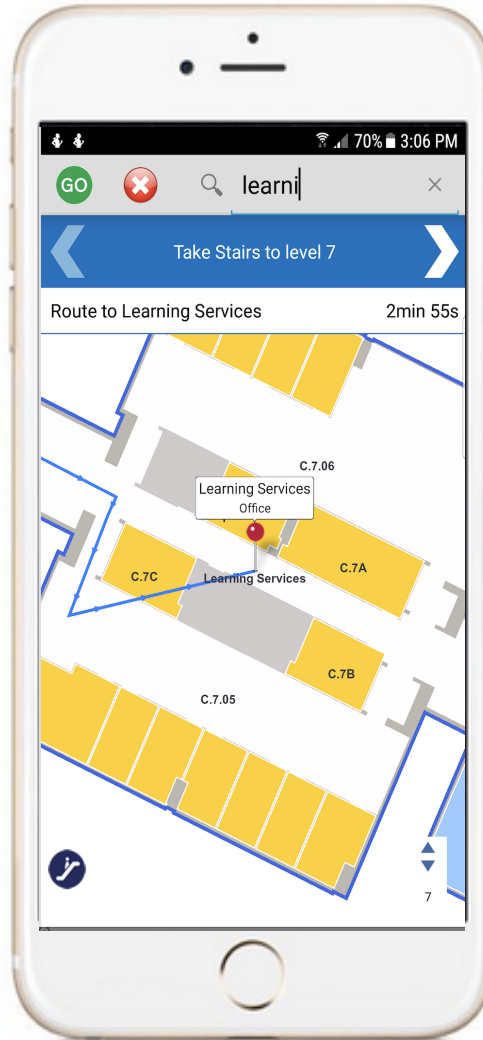 70% 3:06 PM
GO learni
Take Stairs to level 7
Route to Learning Services 2min 55s
C.7.06
Learning Services
Office
C.7A
C.7C
Learning Services
C.7B
C.7.05
7